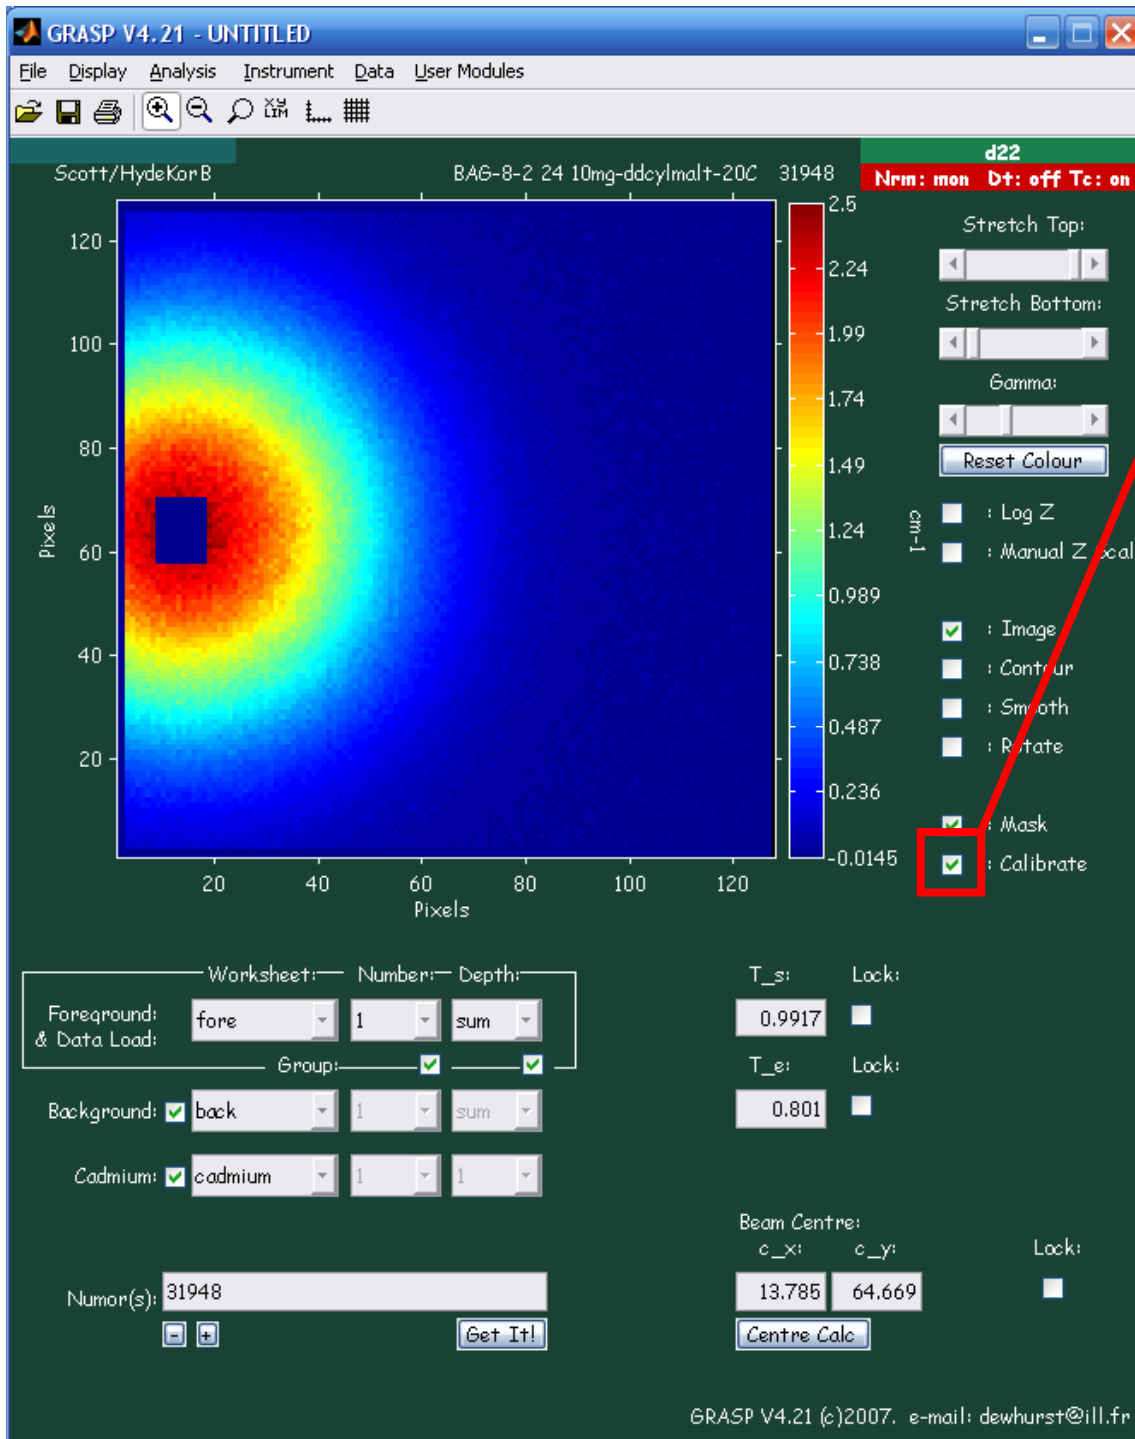 GRASP V4.21 - UNTITLED
File Display Analysis Instrument Data User Modules
XY LIM
d22
Scott/HydeKorB BAG-8-2 24 10mg-ddcylmalt-20C 31948 Nrm: mon Dt: off Tc: on
2.5
2.24
1.99
1.74
1.49
1.24
0.989
0.738
0.487
0.236
-0.0145
cm-1
120
100
80
60
40
20
Pixels
20 40 60 80 100 120
Pixels
Stretch Top:
Stretch Bottom:
Gamma:
Reset Colour
: Log Z
: Manual Z Scal
: Image
: Contour
: Smooth
: Rotate
: Mask
: Calibrate
Worksheet: Number: Depth:
Foreground: & Data Load: fore 1 sum
Group:
Background: back 1 sum
Cadmium: cadmium 1 1
T_s: Lock:
0.9917
T_e: Lock:
0.801
Beam Centre:
c_x: c_y: Lock:
13.785 64.669
Centre Calc
Numor(s): 31948
- + Get It!
GRASP V4.21 (c)2007. e-mail: dewhurst@ill.fr